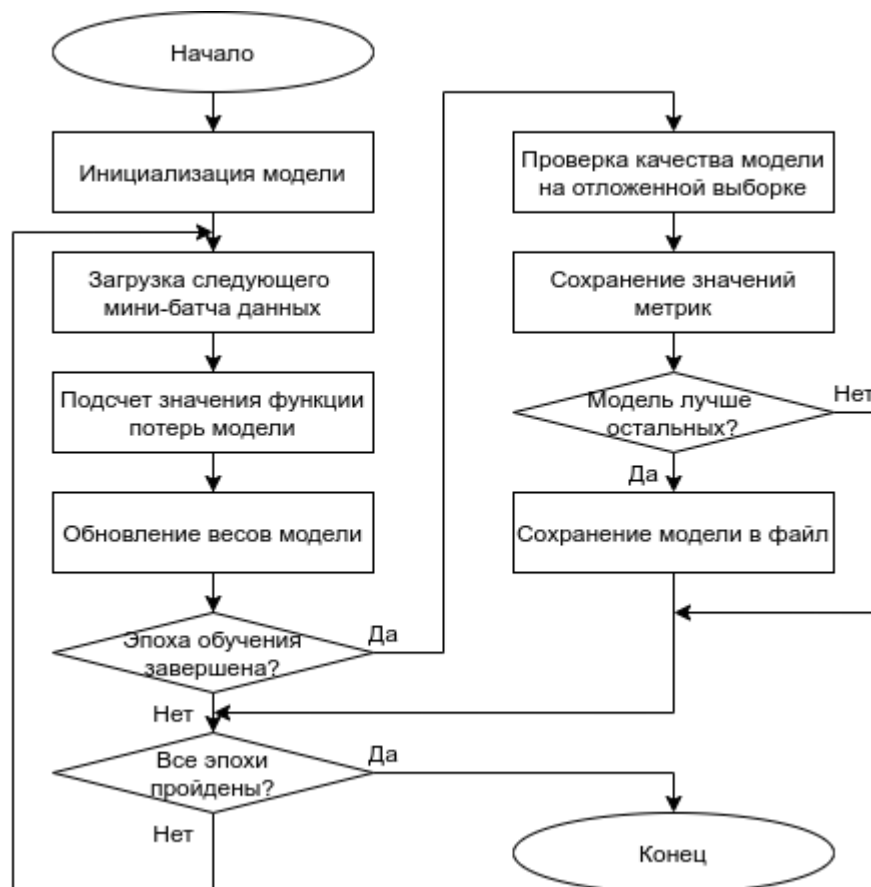 Начало
Инициализация модели
Загрузка следующего
мини-батча данных
Подсчет значения функции
потерь модели
Обновление весов модели
Эпоха обучения
завершена?
Да
Нет
Все эпохи
пройдены?
Да
Нет
Проверка качества модели
на отложенной выборке
Сохранение значений
метрик
Модель лучше
остальных?
Нет
Да
Сохранение модели в файл
Конец